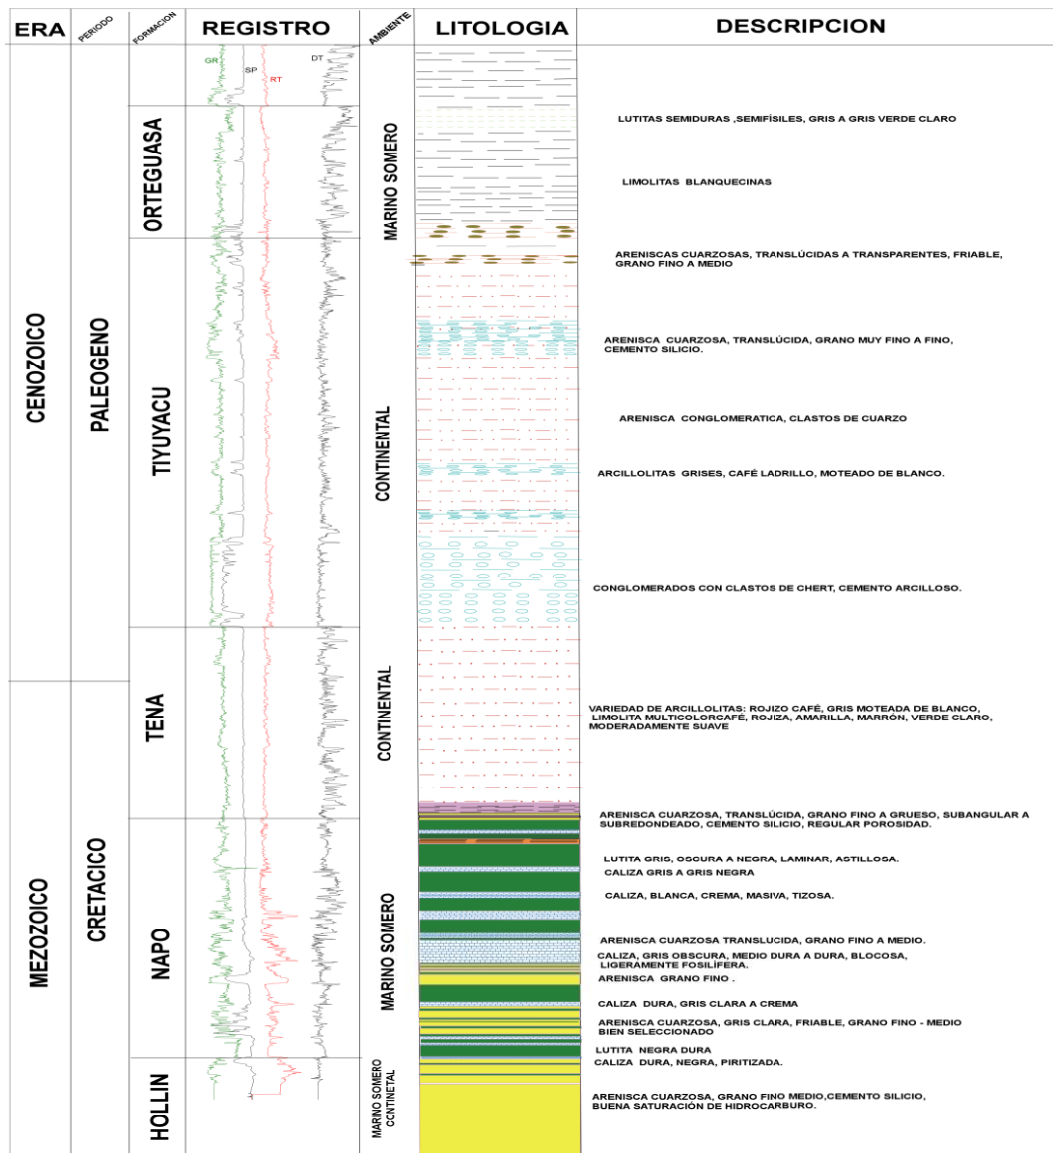 ERA
PERIODO
FORMACION
REGISTRO
AMBIENTE
LITOLOGIA
DESCRIPCION
GR
SP
RT
DT
CENOZOICO
MEZOZOICO
PALEOGENO
CRETACICO
ORTEGUASA
TIYUYACU
TENA
NAPO
HOLLIN
MARINO SOMERO
CONTINENTAL
CONTINENTAL
MARINO SOMERO
MARINO SOMERO
CONTINETAL
LUTITAS SEMIDURAS ,SEMIFÍSILES, GRIS A GRIS VERDE CLARO
LIMOLITAS BLANQUECINAS
ARENISCAS CUARZOSAS, TRANSLÚCIDAS A TRANSPARENTES, FRIABLE,
GRANO FINO A MEDIO
ARENISCA CUARZOSA, TRANSLÚCIDA, GRANO MUY FINO A FINO,
CEMENTO SILICIO.
ARENISCA CONGLOMERATICA, CLASTOS DE CUARZO
ARCILLOLITAS GRISES, CAFÉ LADRILLO, MOTEADO DE BLANCO.
CONGLOMERADOS CON CLASTOS DE CHERT, CEMENTO ARCILLOSO.
VARIEDAD DE ARCILLOLITAS: ROJIZO CAFÉ, GRIS MOTEADA DE BLANCO,
LIMOLITA MULTICOLORCAFÉ, ROJIZA, AMARILLA, MARRÓN, VERDE CLARO,
MODERADAMENTE SUAVE
ARENISCA CUARZOSA, TRANSLÚCIDA, GRANO FINO A GRUESO, SUBANGULAR A
SUBREDONDEADO, CEMENTO SILICIO, REGULAR POROSIDAD.
LUTITA GRIS, OSCURA A NEGRA, LAMINAR, ASTILLOSA.
CALIZA GRIS A GRIS NEGRA
CALIZA, BLANCA, CREMA, MASIVA, TIZOSA.
ARENISCA CUARZOSA TRANSLUCIDA, GRANO FINO A MEDIO.
CALIZA, GRIS OBSCURA, MEDIO DURA A DURA, BLOCOSA,
LIGERAMENTE FOSILÍFERA.
ARENISCA GRANO FINO .
CALIZA DURA, GRIS CLARA A CREMA
ARENISCA CUARZOSA, GRIS CLARA, FRIABLE, GRANO FINO - MEDIO
BIEN SELECCIONADO
LUTITA NEGRA DURA
CALIZA DURA, NEGRA, PIRITIZADA.
ARENISCA CUARZOSA, GRANO FINO MEDIO,CEMENTO SILICIO,
BUENA SATURACIÓN DE HIDROCARBURO.